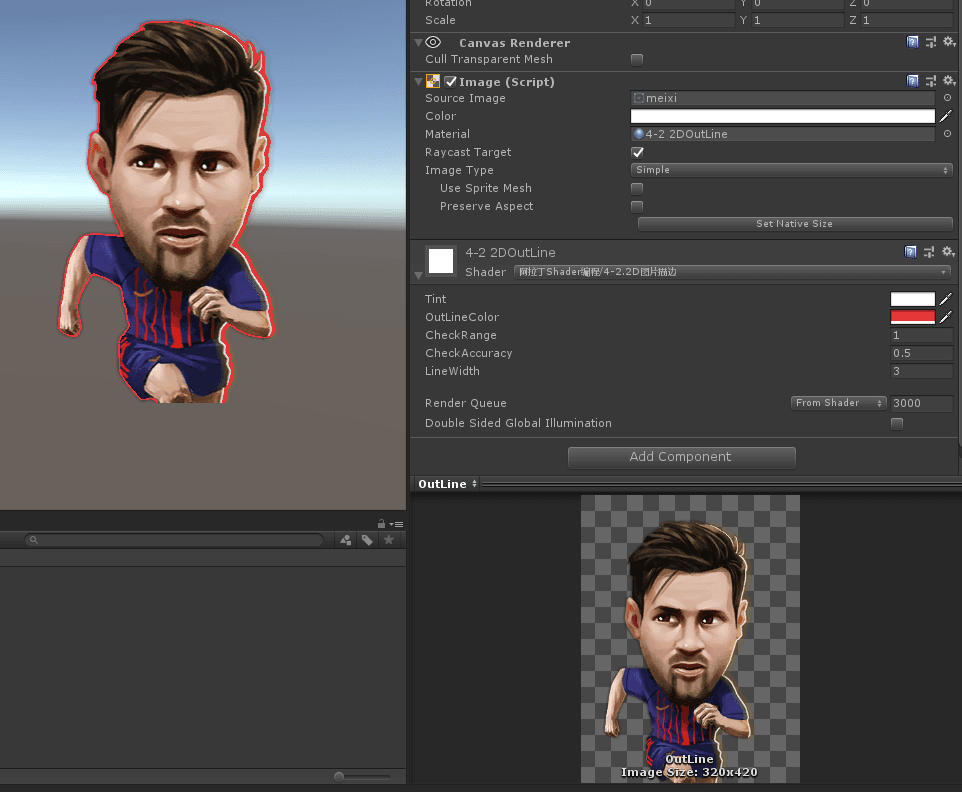 Rotation X 0 Y 0 Z 0
Scale X 1 Y 1 Z 1
Canvas Renderer
Cull Transparent Mesh
Image (Script)
Source Image meixi
Color
Material 4-2 2DOutLine
Raycast Target
Image Type Simple
Use Sprite Mesh
Preserve Aspect
Set Native Size
4-2 2DOutLine
Shader 阿拉丁Shader编程/4-2.2D图片描边
Tint
OutLineColor
CheckRange 1
CheckAccuracy 0.5
LineWidth 3
Render Queue From Shader 3000
Double Sided Global Illumination
Add Component
OutLine
OutLine
Image Size: 320x420